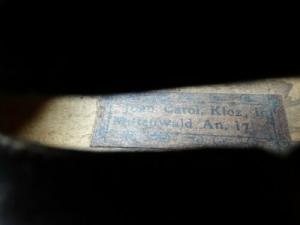 Joan. Carol. Kloz, in
Mittenwald An. 17